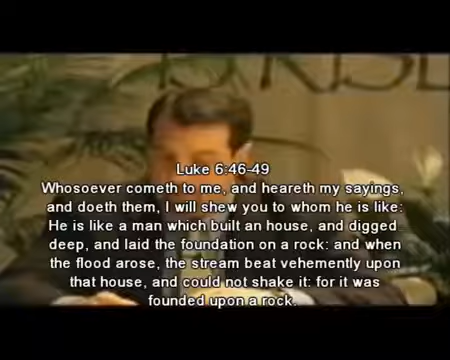 RISE
Luke 6:46-49
Whosoever cometh to me, and heareth my sayings,
and doeth them, I will shew you to whom he is like:
He is like a man which built an house, and digged
deep, and laid the foundation on a rock: and when
the flood arose, the stream beat vehemently upon
that house, and could not shake it: for it was
founded upon a rock.